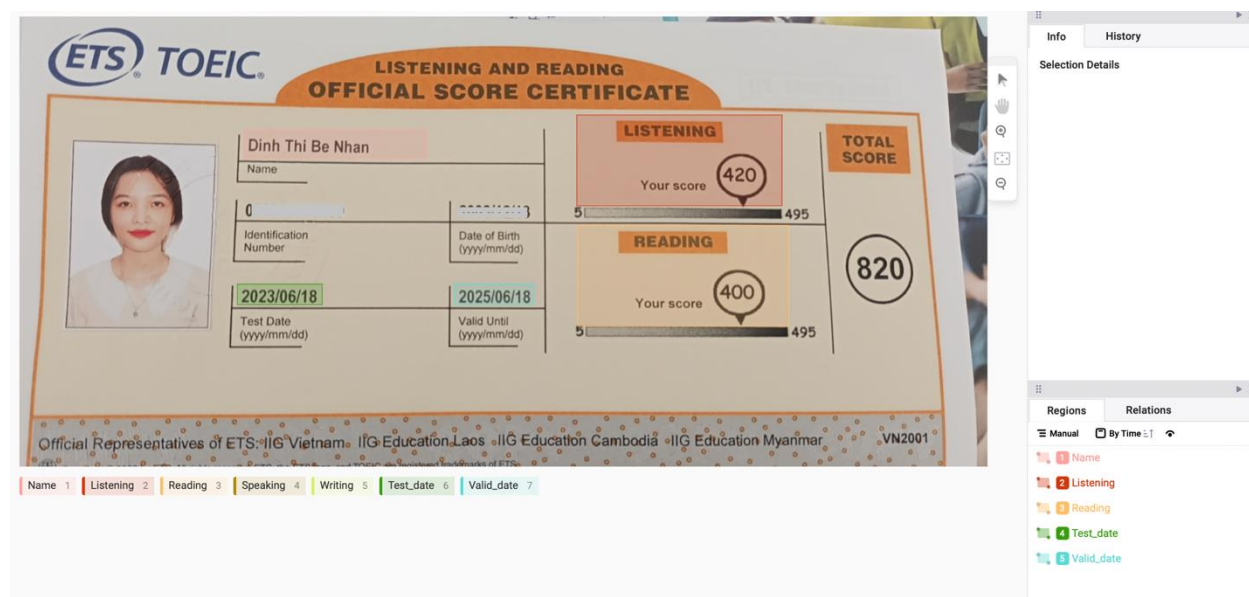 ETS® TOEIC®
LISTENING AND READING
OFFICIAL SCORE CERTIFICATE
Dinh Thi Be Nhan
Name
0
Identification
Number
Date of Birth
(yyyy/mm/dd)
2023/06/18
Test Date
(yyyy/mm/dd)
2025/06/18
Valid Until
(yyyy/mm/dd)
LISTENING
Your score 420
5 495
READING
Your score 400
5 495
TOTAL
SCORE
820
Official Representatives of ETS: IIG Vietnam IIG Education Laos IIG Education Cambodia IIG Education Myanmar VN2001
Name 1 Listening 2 Reading 3 Speaking 4 Writing 5 Test_date 6 Valid_date 7
Info History
Selection Details
Regions Relations
Manual By Time
1 Name
2 Listening
3 Reading
4 Test_date
5 Valid_date